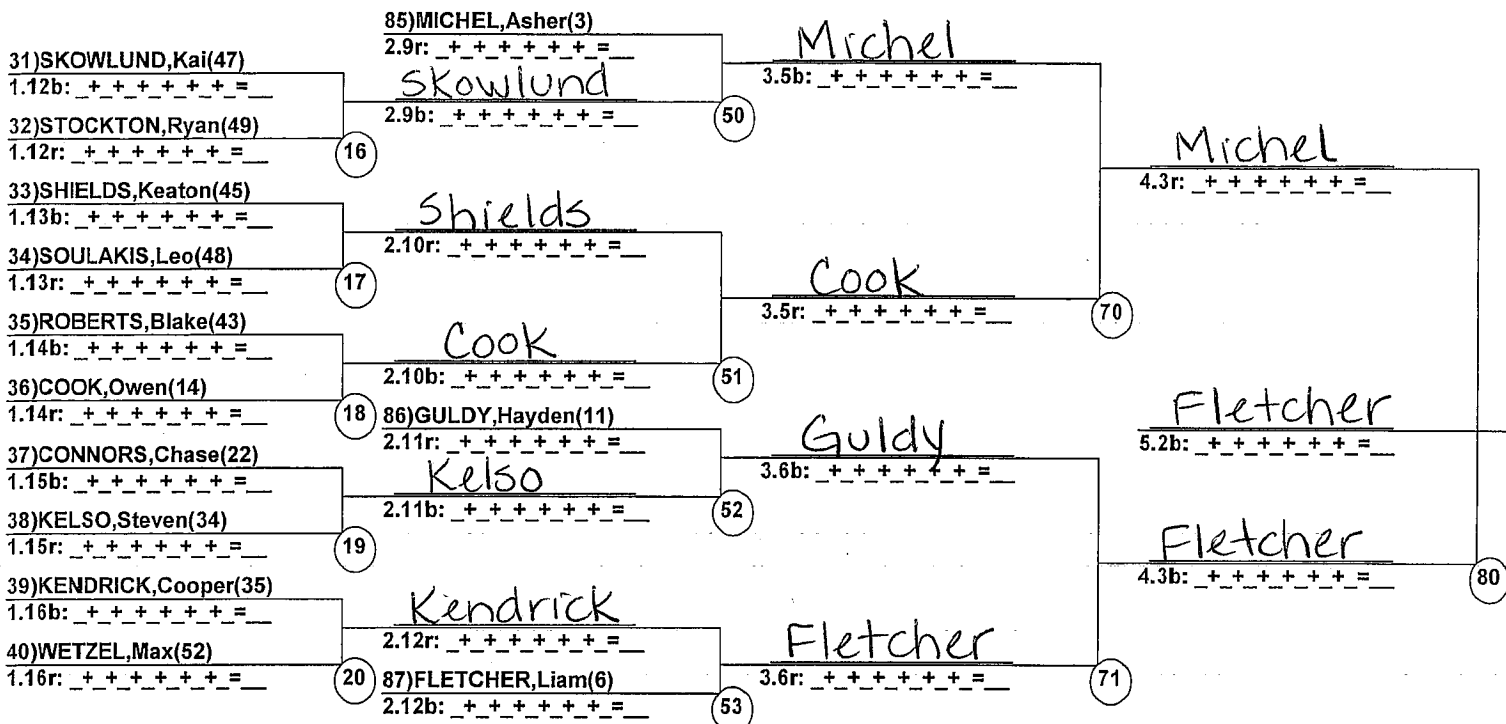 31)SKOWLUND,Kai(47)
1.12b: _+_+_+_+_+_=__
32)STOCKTON,Ryan(49)
1.12r: _+_+_+_+_+_=__
16
33)SHIELDS,Keaton(45)
1.13b: _+_+_+_+_+_=__
34)SOULAKIS,Leo(48)
1.13r: _+_+_+_+_+_=__
17
35)ROBERTS,Blake(43)
1.14b: _+_+_+_+_+_=__
36)COOK,Owen(14)
1.14r: _+_+_+_+_+_=__
18
37)CONNORS,Chase(22)
1.15b: _+_+_+_+_+_=__
38)KELSO,Steven(34)
1.15r: _+_+_+_+_+_=__
19
39)KENDRICK,Cooper(35)
1.16b: _+_+_+_+_+_=__
40)WETZEL,Max(52)
1.16r: _+_+_+_+_+_=__
20
85)MICHEL,Asher(3)
2.9r: _+_+_+_+_+_=__
Skowlund
2.9b: _+_+_+_+_+_=__
50
Shields
2.10r: _+_+_+_+_+_=__
Cook
2.10b: _+_+_+_+_+_=__
51
86)GULDY,Hayden(11)
2.11r: _+_+_+_+_+_=__
Kelso
2.11b: _+_+_+_+_+_=__
52
Kendrick
2.12r: _+_+_+_+_+_=__
87)FLETCHER,Liam(6)
2.12b: _+_+_+_+_+_=__
53
Michel
3.5b: _+_+_+_+_+_=__
Cook
3.5r: _+_+_+_+_+_=__
70
Guldy
3.6b: _+_+_+_+_+_=__
Fletcher
3.6r: _+_+_+_+_+_=__
71
Michel
4.3r: _+_+_+_+_+_=__
Fletcher
5.2b: _+_+_+_+_+_=__
Fletcher
4.3b: _+_+_+_+_+_=__
80